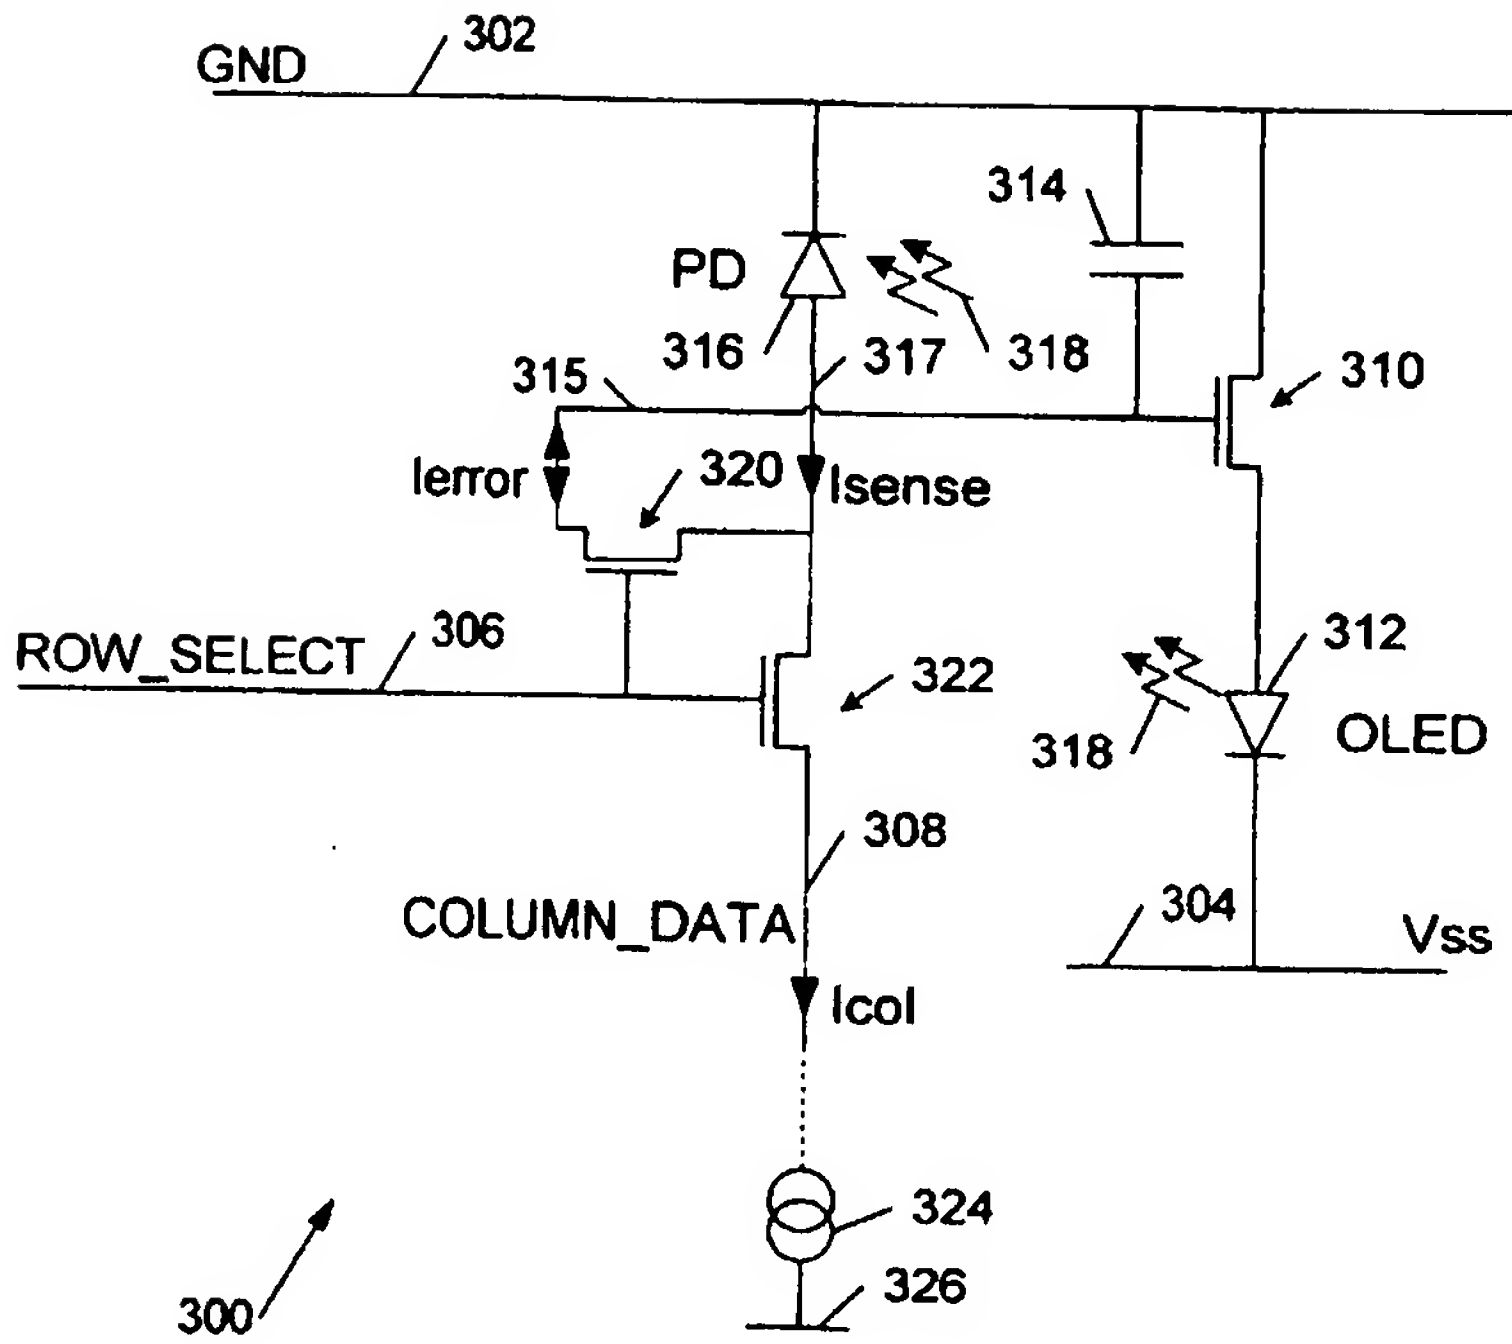 302
GND
314
PD
316
317
318
310
315
Ierror
320
Isense
ROW_SELECT
306
322
312
318
OLED
308
COLUMN_DATA
304
Vss
Icol
324
326
300